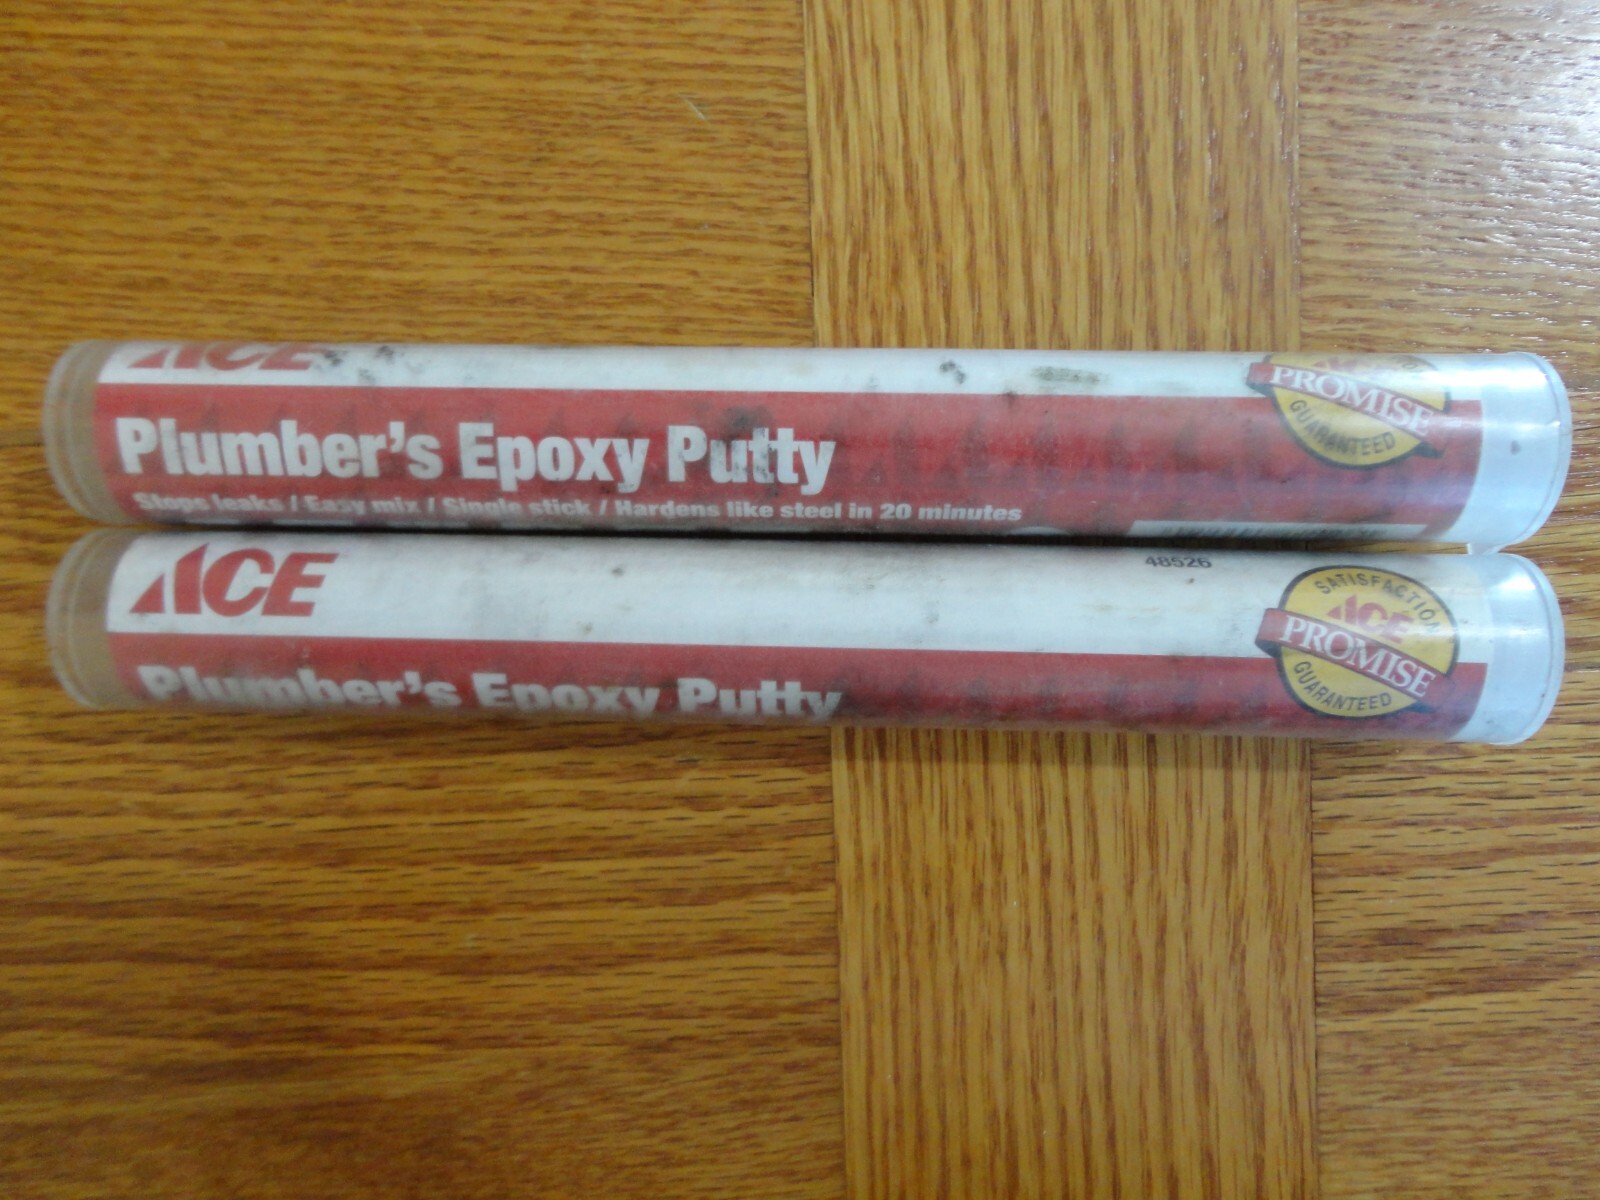 ACE
Plumber's Epoxy Putty
Stops leaks / Easy mix / Single stick / Hardens like steel in 20 minutes
PROMISE
GUARANTEED
ACE
48526
Plumber's Epoxy Putty
SATISFACTION
ACE
PROMISE
GUARANTEED